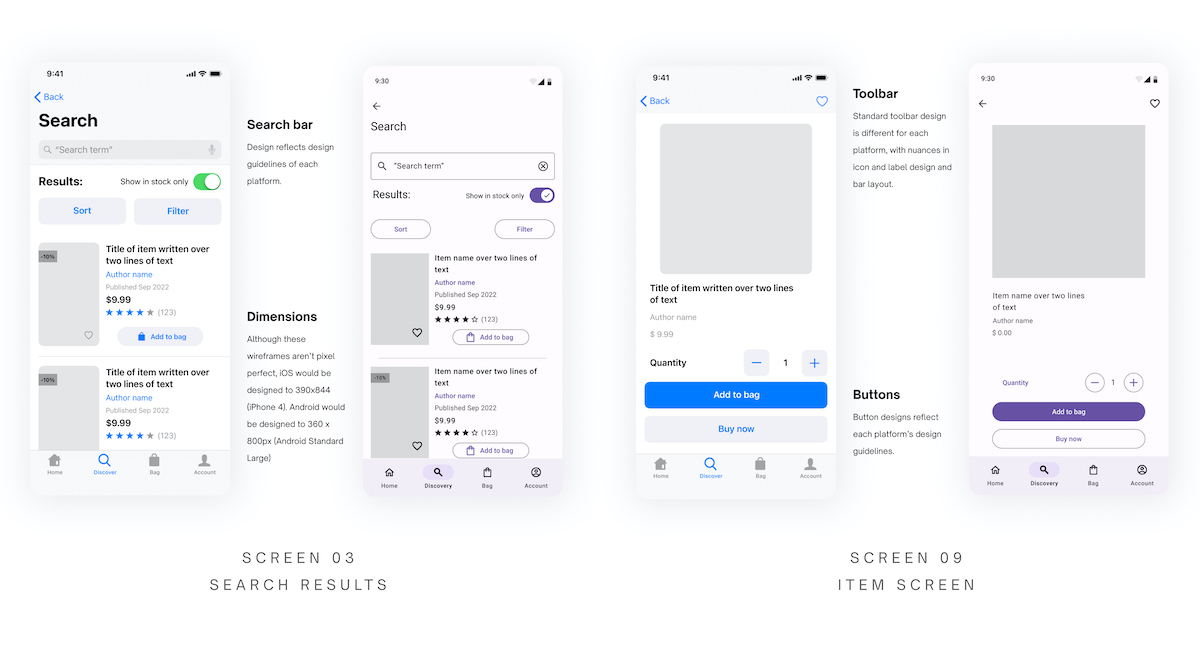 9:41
Back
Search
"Search term"
Results:
Show in stock only
Sort
Filter
-10%
Title of item written over
two lines of text
Author name
Published Sep 2022
$9.99
(123)
Add to bag
-10%
Title of item written over
two lines of text
Author name
Published Sep 2022
$9.99
(123)
Home
Discover
Bag
Account
Search bar
Design reflects design
guidelines of each
platform.
Dimensions
Although these
wireframes aren't pixel
perfect, iOS would be
designed to 390x844
(iPhone 4). Android would
be designed to 360 x
800px (Android Standard
Large)
9:30
Search
"Search term"
Results:
Show in stock only
Sort
Filter
Item name over two lines of
text
Author name
Published Sep 2022
$9.99
(123)
Add to bag
-10%
Item name over two lines of
text
Author name
Published Sep 2022
$9.99
(123)
Add to bag
Home
Discovery
Bag
Account
SCREEN 03
SEARCH RESULTS
9:41
Back
Title of item written over two lines
of text
Author name
$ 9.99
Quantity
1
Add to bag
Buy now
Home
Discover
Bag
Account
Toolbar
Standard toolbar design
is different for each
platform, with nuances in
icon and label design and
bar layout.
Buttons
Button designs reflect
each platform's design
guidelines.
9:30
Item name over two lines
of text
Author name
$ 0.00
Quantity
1
Add to bag
Buy now
Home
Discovery
Bag
Account
SCREEN 09
ITEM SCREEN